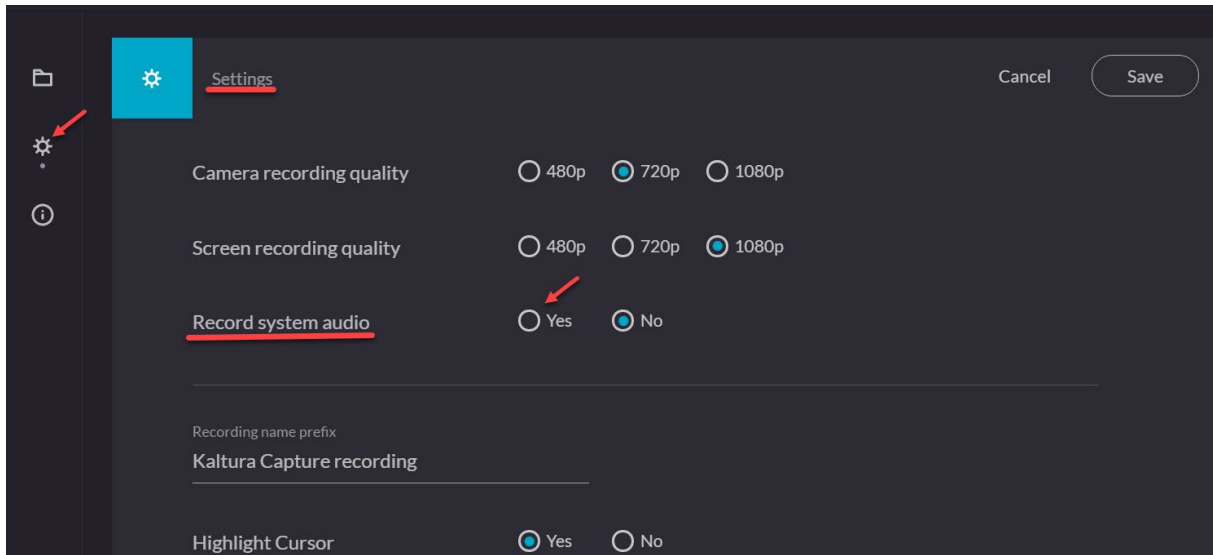 Settings
Cancel
Save
Camera recording quality 480p 720p 1080p
Screen recording quality 480p 720p 1080p
Record system audio Yes No
Recording name prefix
Kaltura Capture recording
Highlight Cursor Yes No